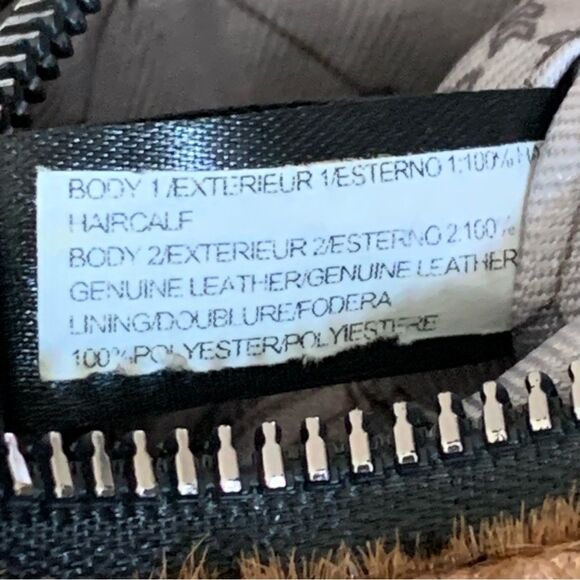 BODY 1/EXTERIEUR 1/ESTERNO 1:100% HA
HAIRCALF
BODY 2/EXTERIEUR 2/ESTERNO 2:100%
GENUINE LEATHER/GENUINE LEATHER
LINING/DOUBLURE/FODERA
100%POLYESTER/POLYIESTERE